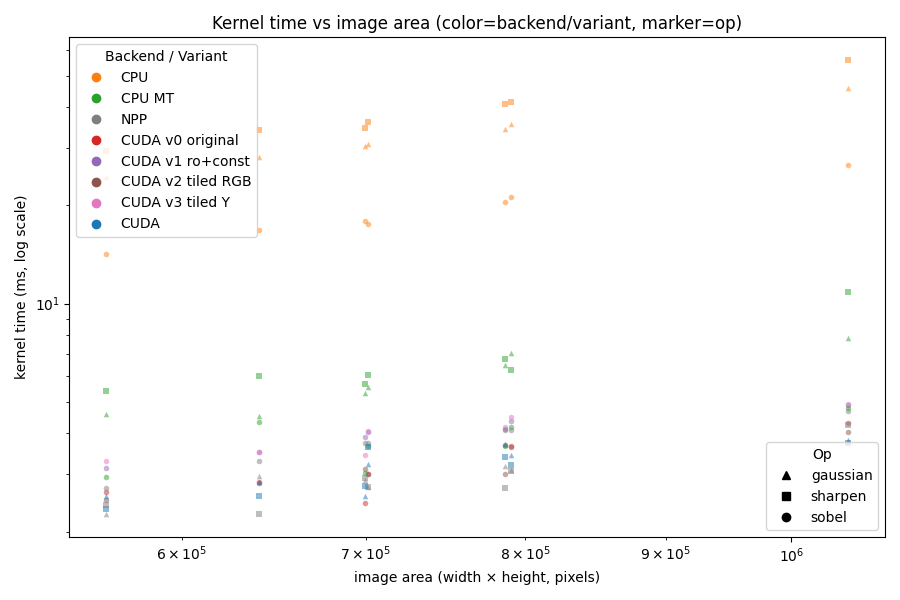 Kernel time vs image area (color=backend/variant, marker=op)
kernel time (ms, log scale)
10¹
Backend / Variant
CPU
CPU MT
NPP
CUDA v0 original
CUDA v1 ro+const
CUDA v2 tiled RGB
CUDA v3 tiled Y
CUDA
Op
gaussian
sharpen
sobel
6 × 10⁵ 7 × 10⁵ 8 × 10⁵ 9 × 10⁵ 10⁶
image area (width × height, pixels)